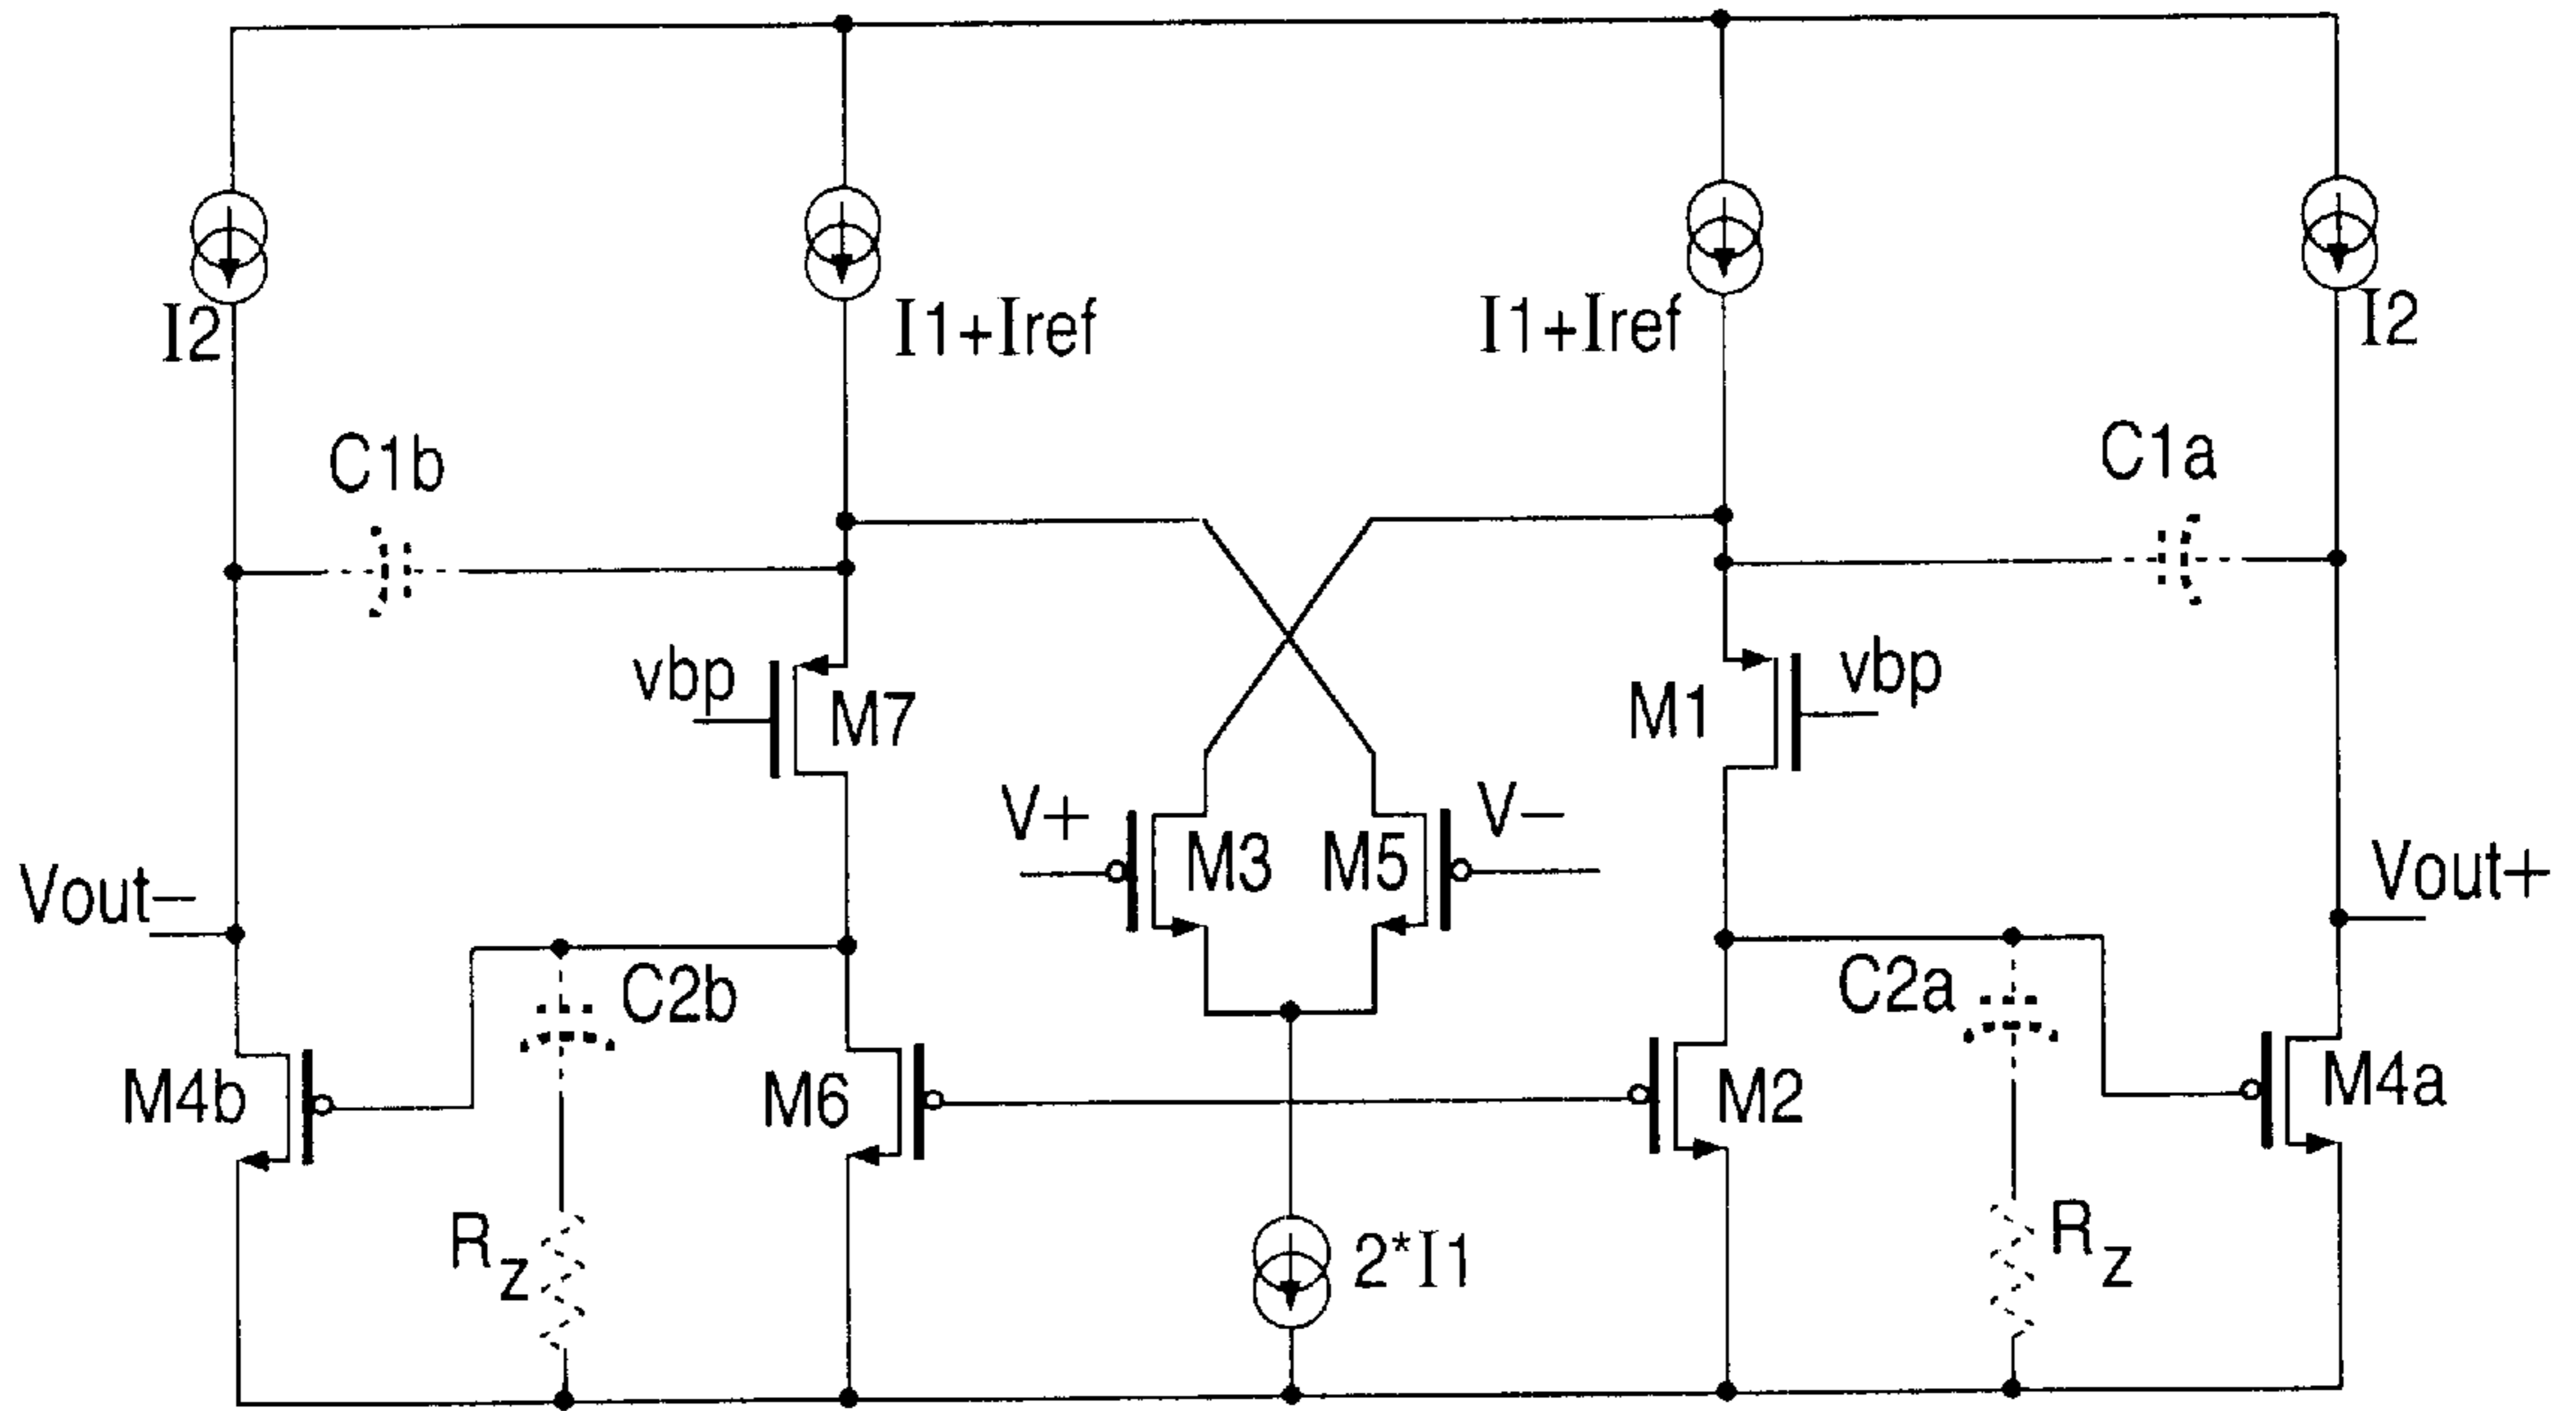 I2
I1+Iref
I1+Iref
I2
C1b
C1a
vbp
M7
M1
vbp
V+
M3
M5
V−
Vout−
Vout+
C2b
C2a
M4b
M6
M2
M4a
Rz
2*I1
Rz